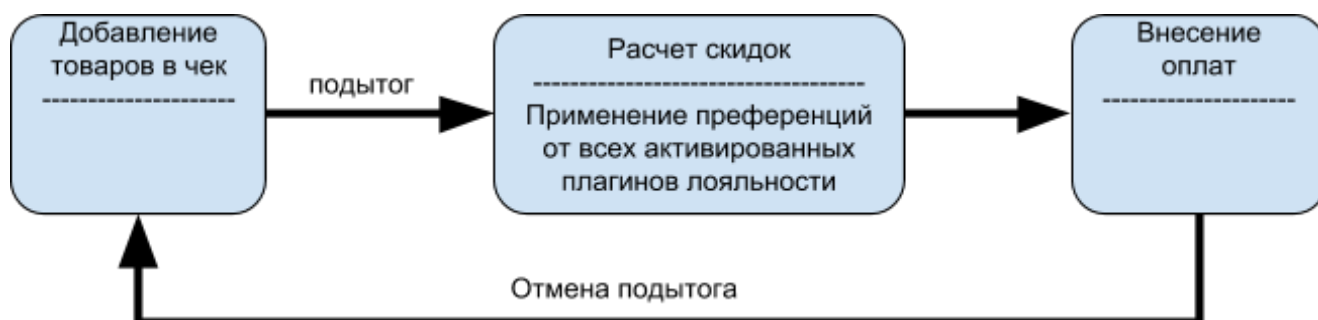 Добавление
товаров в чек
---------------------
подытог
Расчет скидок
------------------------------------
Применение преференций
от всех активированных
плагинов лояльности
Внесение
оплат
---------------------
Отмена подытога